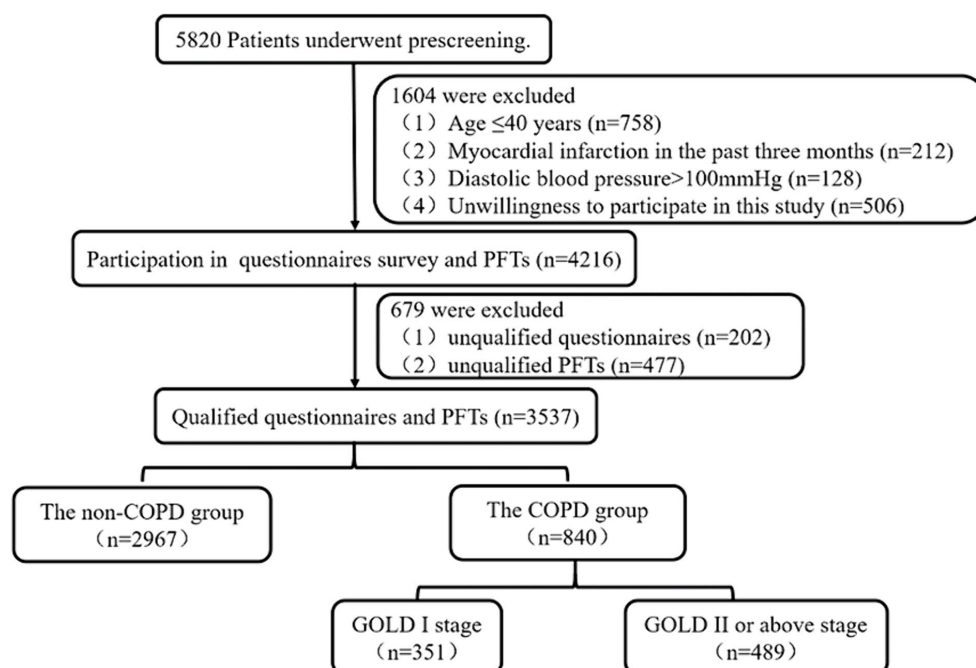 5820 Patients underwent prescreening.
1604 were excluded
（1）Age ≤40 years (n=758)
（2）Myocardial infarction in the past three months (n=212)
（3）Diastolic blood pressure>100mmHg (n=128)
（4）Unwillingness to participate in this study (n=506)
Participation in questionnaires survey and PFTs (n=4216)
679 were excluded
（1）unqualified questionnaires (n=202)
（2）unqualified PFTs (n=477)
Qualified questionnaires and PFTs (n=3537)
The non-COPD group
（n=2967）
The COPD group
（n=840）
GOLD I stage
（n=351）
GOLD II or above stage
（n=489）